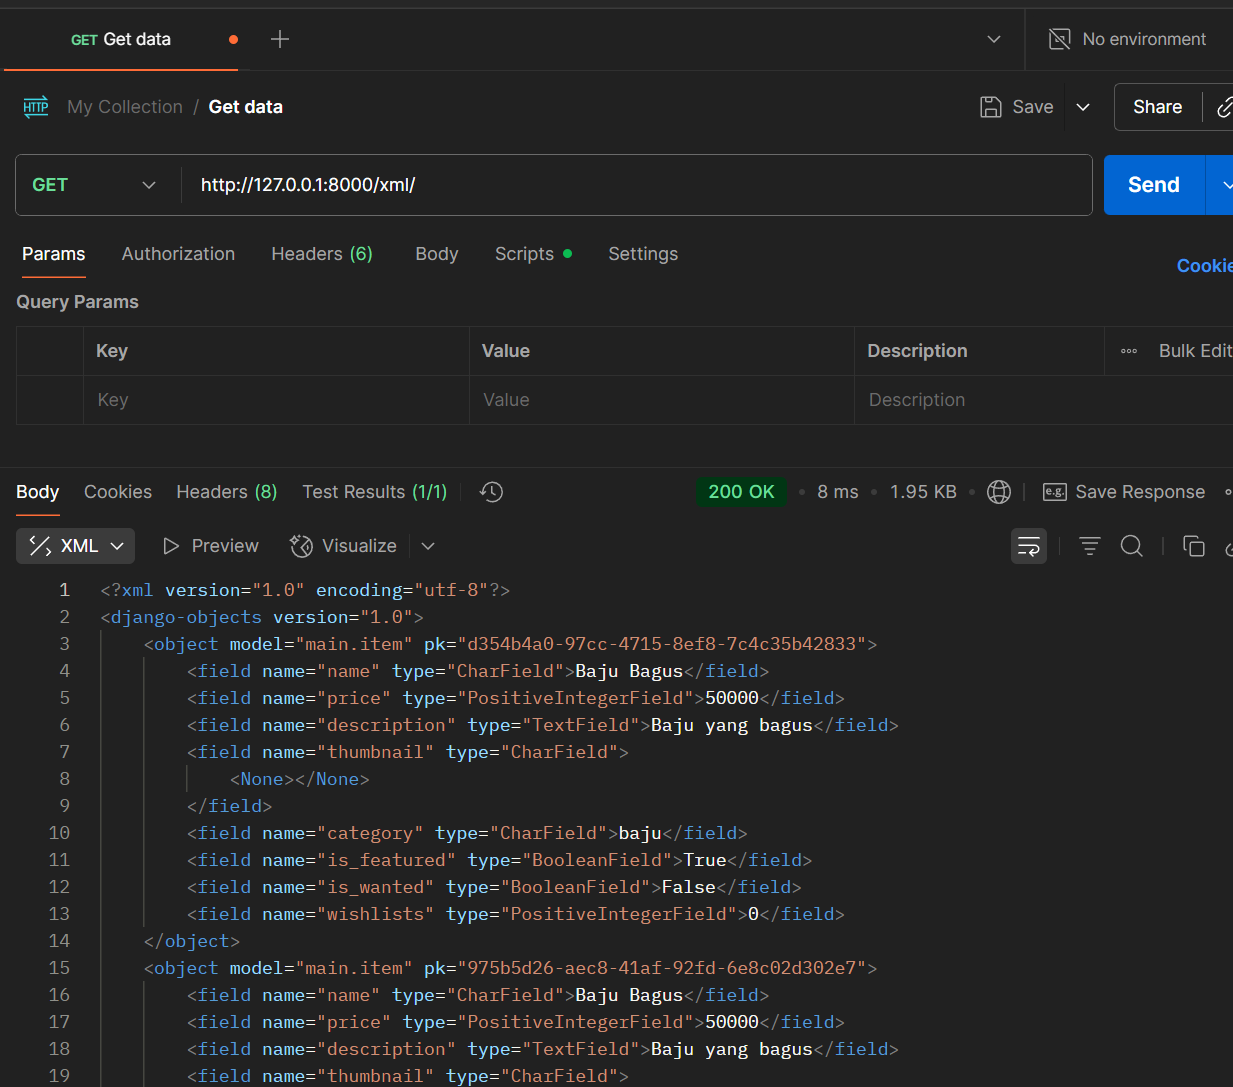 GET Get data
No environment
HTTP My Collection / Get data
Save
Share
GET
http://127.0.0.1:8000/xml/
Send
Params Authorization Headers (6) Body Scripts Settings
Cookie
Query Params
Key Value Description ooo Bulk Edit
Key Value Description
Body Cookies Headers (8) Test Results (1/1)
200 OK • 8 ms • 1.95 KB • e.g. Save Response
XML Preview Visualize
1 <?xml version="1.0" encoding="utf-8"?>
2 <django-objects version="1.0">
3 <object model="main.item" pk="d354b4a0-97cc-4715-8ef8-7c4c35b42833">
4 <field name="name" type="CharField">Baju Bagus</field>
5 <field name="price" type="PositiveIntegerField">50000</field>
6 <field name="description" type="TextField">Baju yang bagus</field>
7 <field name="thumbnail" type="CharField">
8 <None></None>
9 </field>
10 <field name="category" type="CharField">baju</field>
11 <field name="is_featured" type="BooleanField">True</field>
12 <field name="is_wanted" type="BooleanField">False</field>
13 <field name="wishlists" type="PositiveIntegerField">0</field>
14 </object>
15 <object model="main.item" pk="975b5d26-aec8-41af-92fd-6e8c02d302e7">
16 <field name="name" type="CharField">Baju Bagus</field>
17 <field name="price" type="PositiveIntegerField">50000</field>
18 <field name="description" type="TextField">Baju yang bagus</field>
19 <field name="thumbnail" type="CharField">